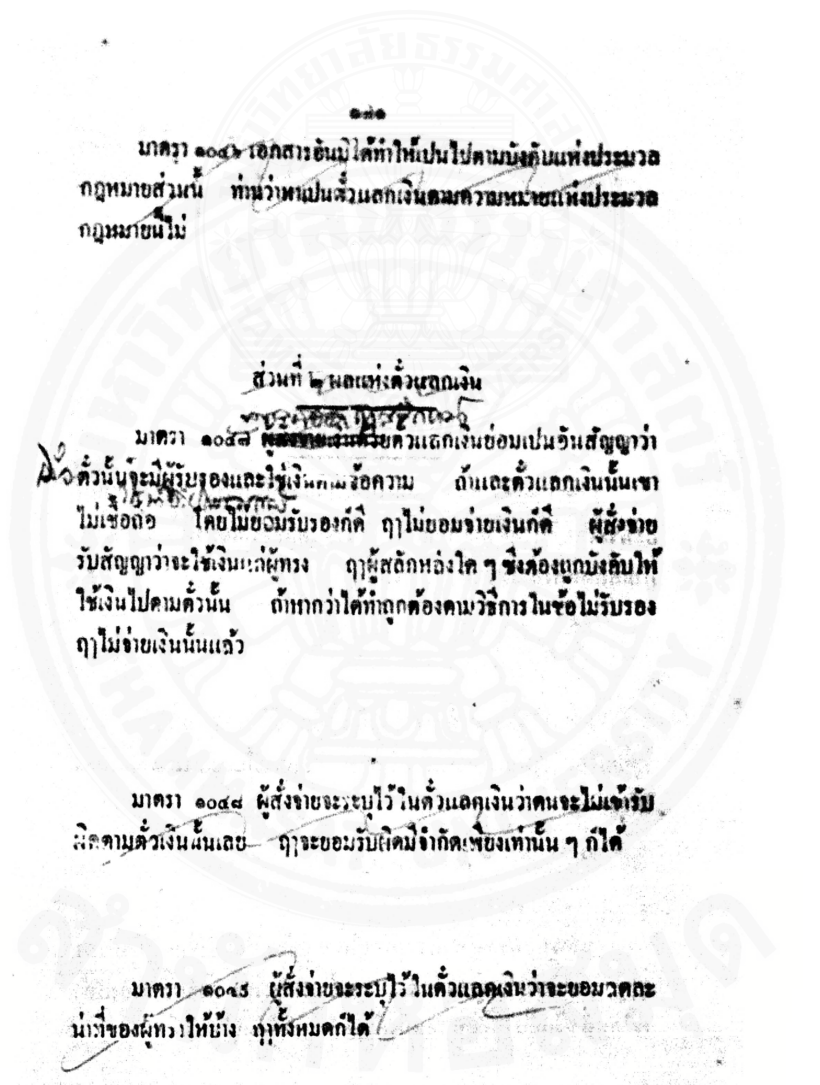 มาตรา ๑๐๔๖ เอกสารอันมิได้ทำให้เปนไปตามบังคับแห่งประมวล
กฎหมายส่วนนี้ ท่านว่าหาเปนตั๋วแลกเงินตามความหมายแห่งประมวล
กฎหมายนี้ไม่
ส่วนที่ ๒ ผลแห่งตั๋วแลกเงิน
มาตรา ตั๋วแลกเงินย่อมเปนอันสัญญาว่า
ตั๋วนั้นจะมีผู้รับรองและใช้เงินตามข้อความ ถ้าและตั๋วแลกเงินนั้นเขา
ไม่เชื่อถือ โดยไม่ยอมรับรองก็ดี ฤาไม่ยอมจ่ายเงินก็ดี ผู้สั่งจ่าย
รับสัญญาว่าจะใช้เงินแก่ผู้ทรง ฤาผู้สลักหลังใด ๆ ซึ่งต้องถูกบังคับให้
ใช้เงินไปตามตั๋วนั้น ถ้าหากว่าได้ทำถูกต้องตามวิธีการในข้อไม่รับรอง
ฤาไม่จ่ายเงินนั้นแล้ว
มาตรา ๑๐๔๘ ผู้สั่งจ่ายจะระบุไว้ในตั๋วแลกเงินว่าตนจะไม่เข้ารับ
ผิดตามตั๋วเงินนั้นเลย ฤาจะยอมรับผิดมีจำกัดเพียงเท่านั้น ๆ ก็ได้
มาตรา ๑๐๔๙ ผู้สั่งจ่ายจะระบุไว้ในตั๋วแลกเงินว่าจะยอมลดละ
น่าที่ของผู้ทรงให้บ้าง ฤาทั้งหมดก็ได้